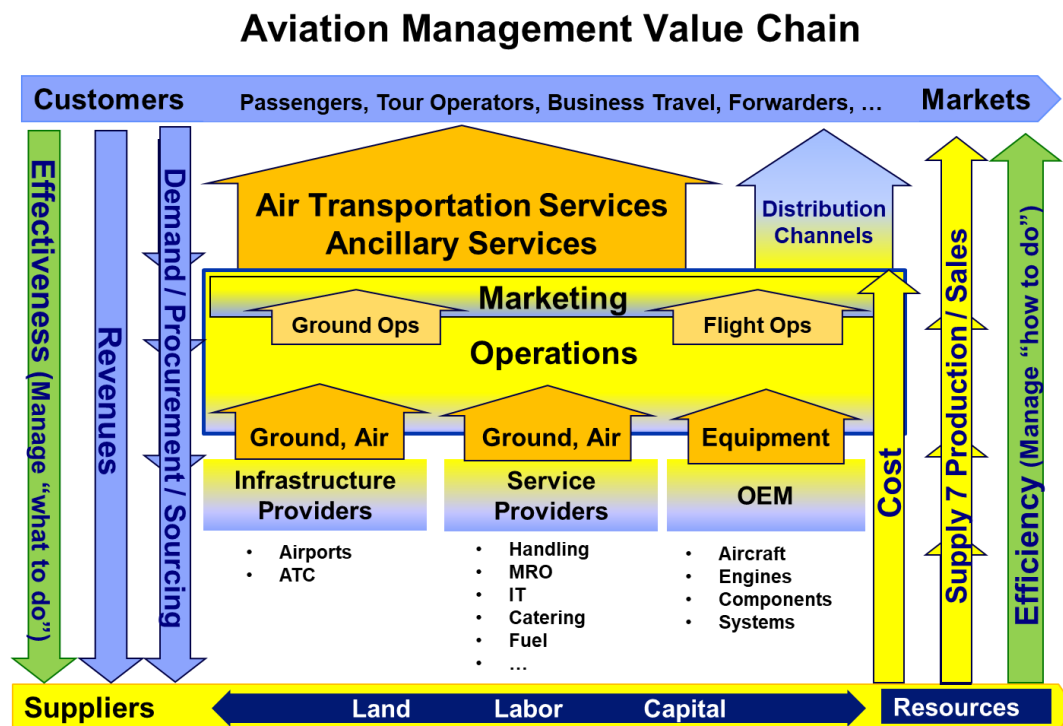 Aviation Management Value Chain
Customers
Passengers, Tour Operators, Business Travel, Forwarders, …
Markets
Effectiveness (Manage “what to do”)
Revenues
Demand / Procurement / Sourcing
Air Transportation Services
Ancillary Services
Distribution
Channels
Marketing
Ground Ops
Flight Ops
Operations
Ground, Air
Ground, Air
Equipment
Infrastructure
Providers
Service
Providers
OEM
• Airports
• ATC
• Handling
• MRO
• IT
• Catering
• Fuel
• …
• Aircraft
• Engines
• Components
• Systems
Cost
Supply 7 Production / Sales
Efficiency (Manage “how to do”)
Suppliers
Land Labor Capital
Resources